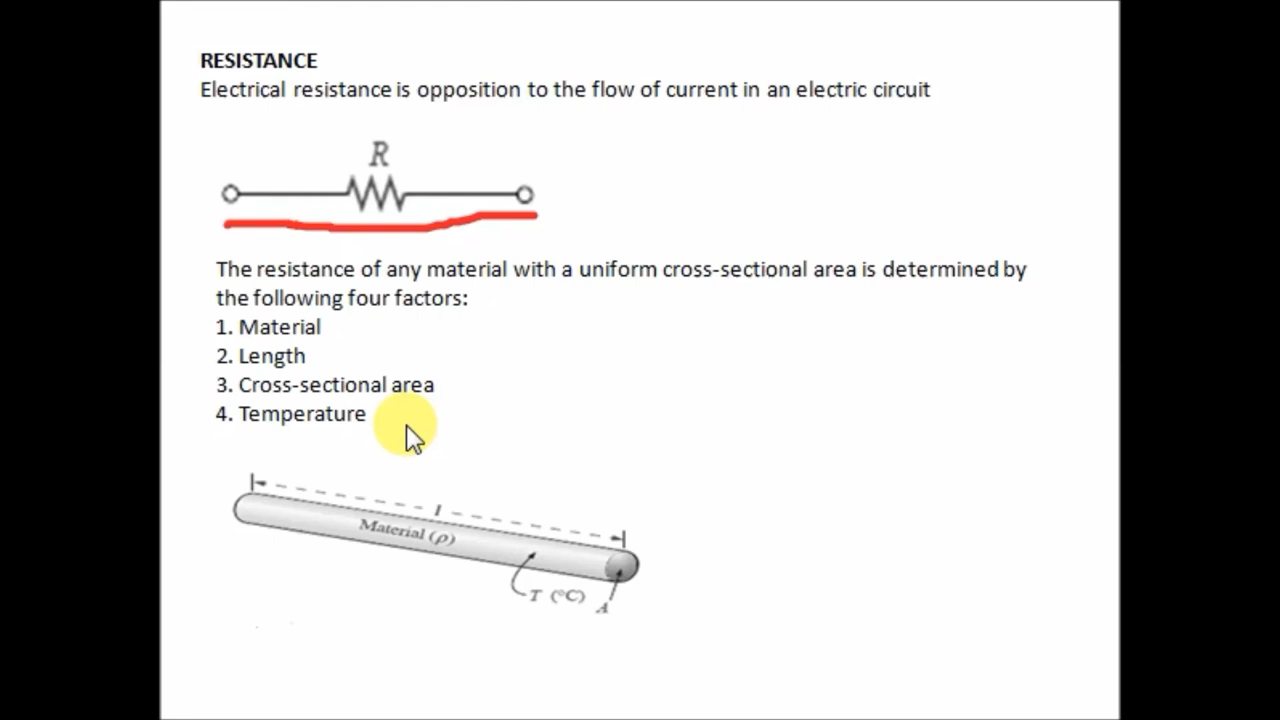 RESISTANCE
Electrical resistance is opposition to the flow of current in an electric circuit
R
The resistance of any material with a uniform cross-sectional area is determined by
the following four factors:
1. Material
2. Length
3. Cross-sectional area
4. Temperature
l
Material (ρ)
T (°C)
A